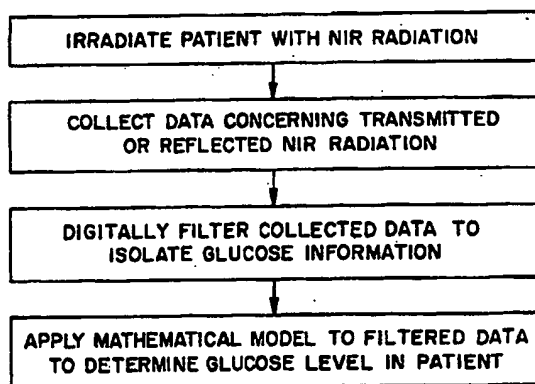 IRRADIATE PATIENT WITH NIR RADIATION
COLLECT DATA CONCERNING TRANSMITTED
OR REFLECTED NIR RADIATION
DIGITALLY FILTER COLLECTED DATA TO
ISOLATE GLUCOSE INFORMATION
APPLY MATHEMATICAL MODEL TO FILTERED DATA
TO DETERMINE GLUCOSE LEVEL IN PATIENT